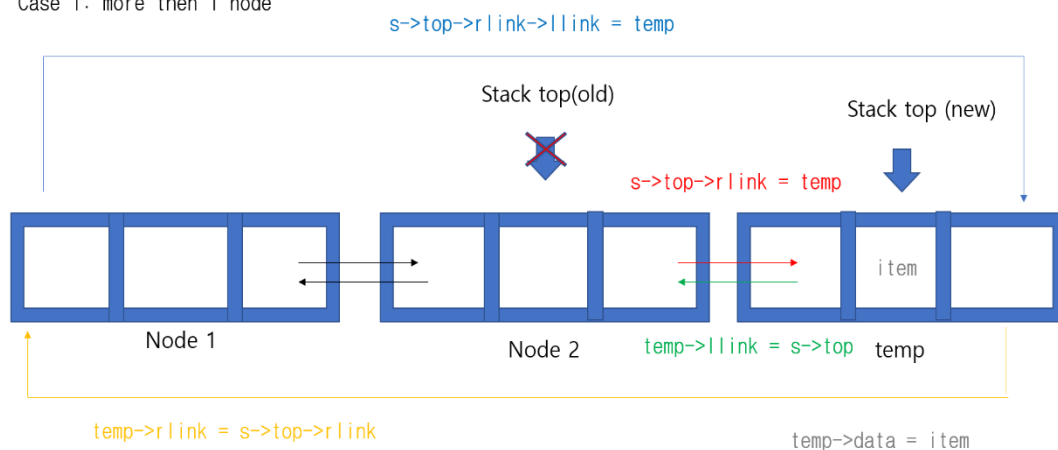 Case 1: more then 1 node
s->top->rlink->llink = temp
Stack top(old)
Stack top (new)
s->top->rlink = temp
item
Node 1
Node 2
temp->llink = s->top
temp
temp->rlink = s->top->rlink
temp->data = item